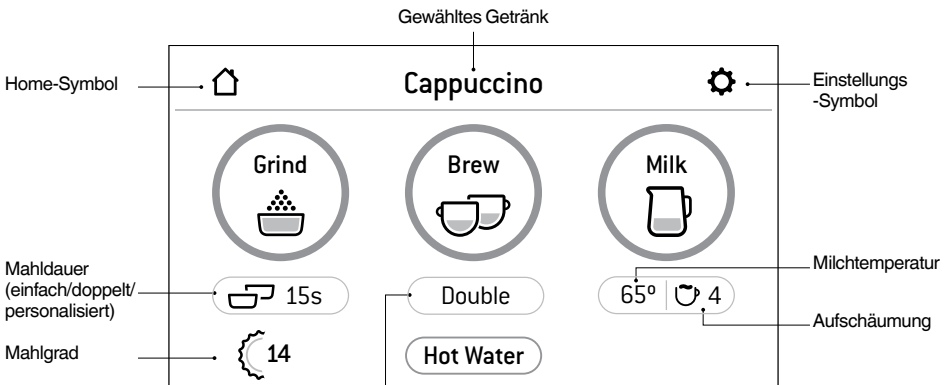 Gewähltes Getränk
Home-Symbol
Cappuccino
Einstellungs
-Symbol
Grind
Brew
Milk
Mahldauer
(einfach/doppelt/
personalisiert)
15s
Double
65º
4
Milchtemperatur
Aufschäumung
Mahlgrad
14
Hot Water